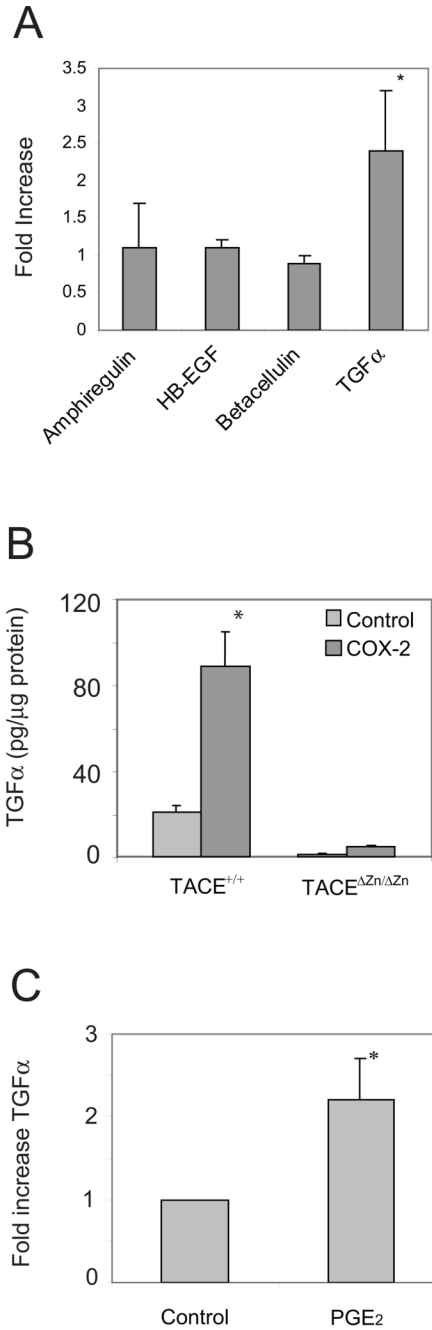 A
Fold Increase
3.5
3
2.5
2
1.5
1
0.5
0
*
Amphiregulin
HB-EGF
Betacellulin
TGFα
B
TGFα (pg/μg protein)
120
80
40
0
*
Control
COX-2
TACE+/+
TACEΔZn/ΔZn
C
Fold increase TGFα
3
2
1
0
*
Control
PGE2